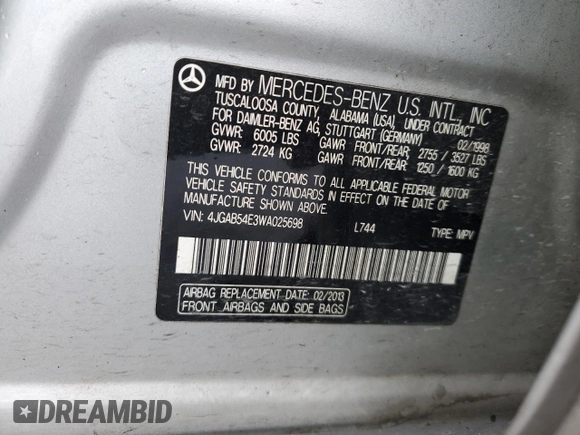 MFD BY MERCEDES-BENZ U.S. INTL., INC
TUSCALOOSA COUNTY, ALABAMA (USA), UNDER CONTRACT
FOR DAIMLER-BENZ AG, STUTTGART (GERMANY) 02/1998
GVWR: 6005 LBS GAWR FRONT/REAR: 2755 / 3527 LBS
GVWR: 2724 KG GAWR FRONT/REAR: 1250 / 1600 KG
THIS VEHICLE CONFORMS TO ALL APPLICABLE FEDERAL MOTOR
VEHICLE SAFETY STANDARDS IN EFFECT ON THE DATE OF
MANUFACTURE SHOWN ABOVE.
VIN: 4JGAB54E3WA025698 L744 TYPE: MPV
AIRBAG REPLACEMENT DATE: 02/2013
FRONT AIRBAGS AND SIDE BAGS
DREAMBID